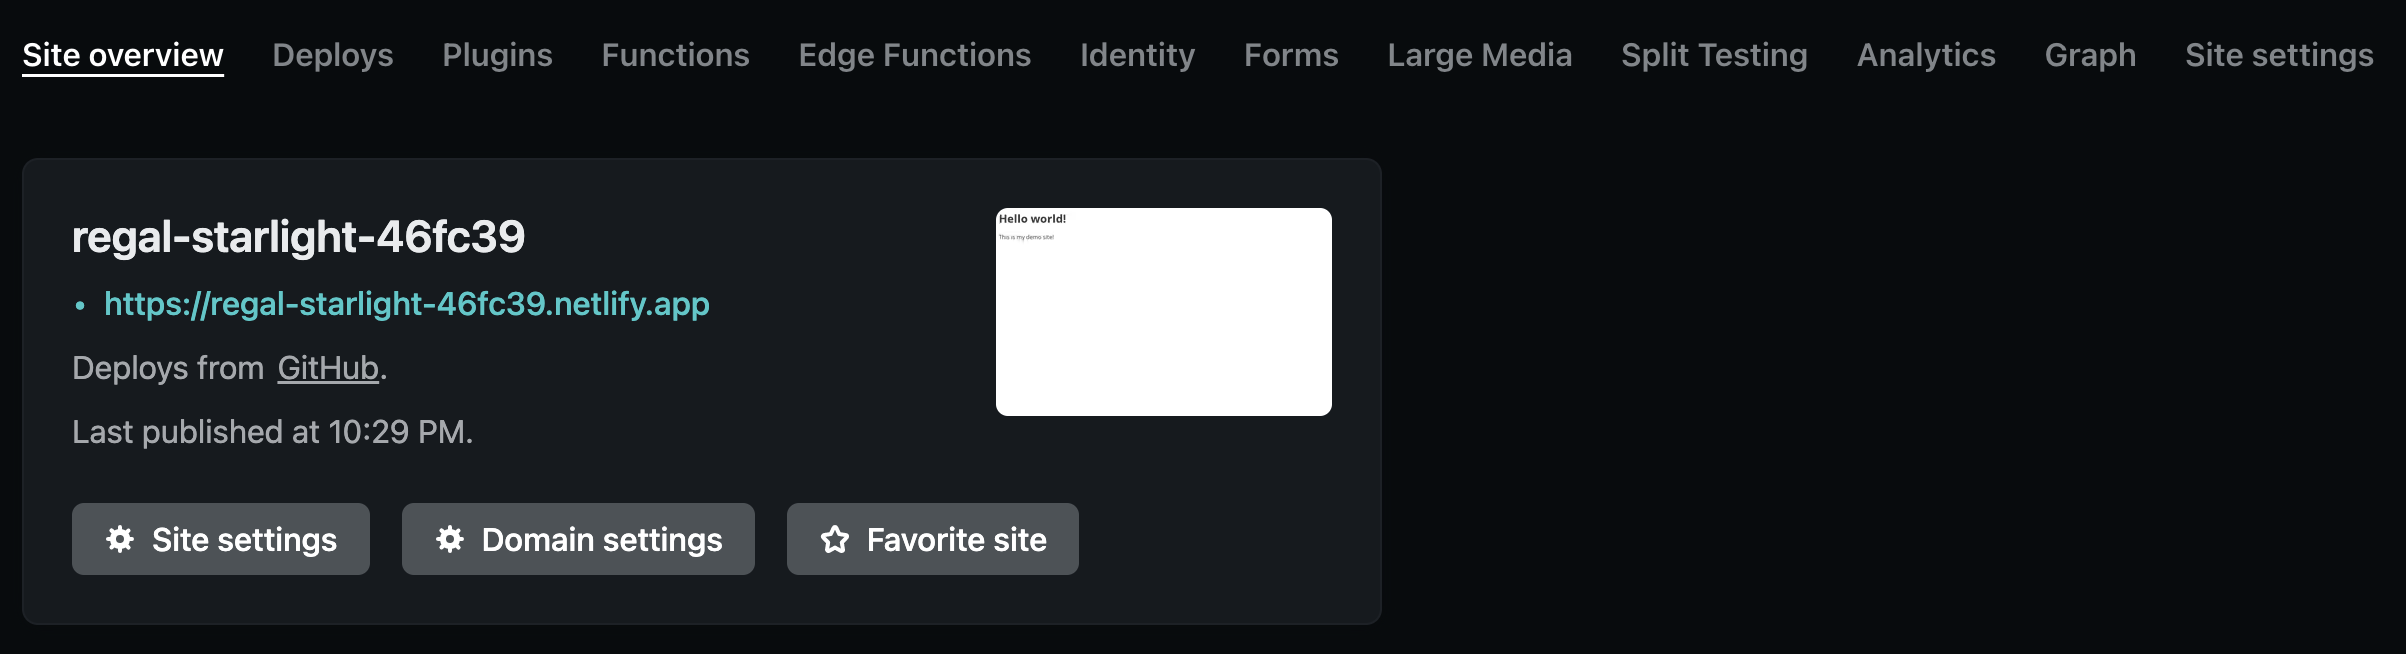 Site overview Deploys Plugins Functions Edge Functions Identity Forms Large Media Split Testing Analytics Graph Site settings
regal-starlight-46fc39
• https://regal-starlight-46fc39.netlify.app
Deploys from GitHub.
Last published at 10:29 PM.
Hello world!
This is my demo site!
Site settings Domain settings Favorite site